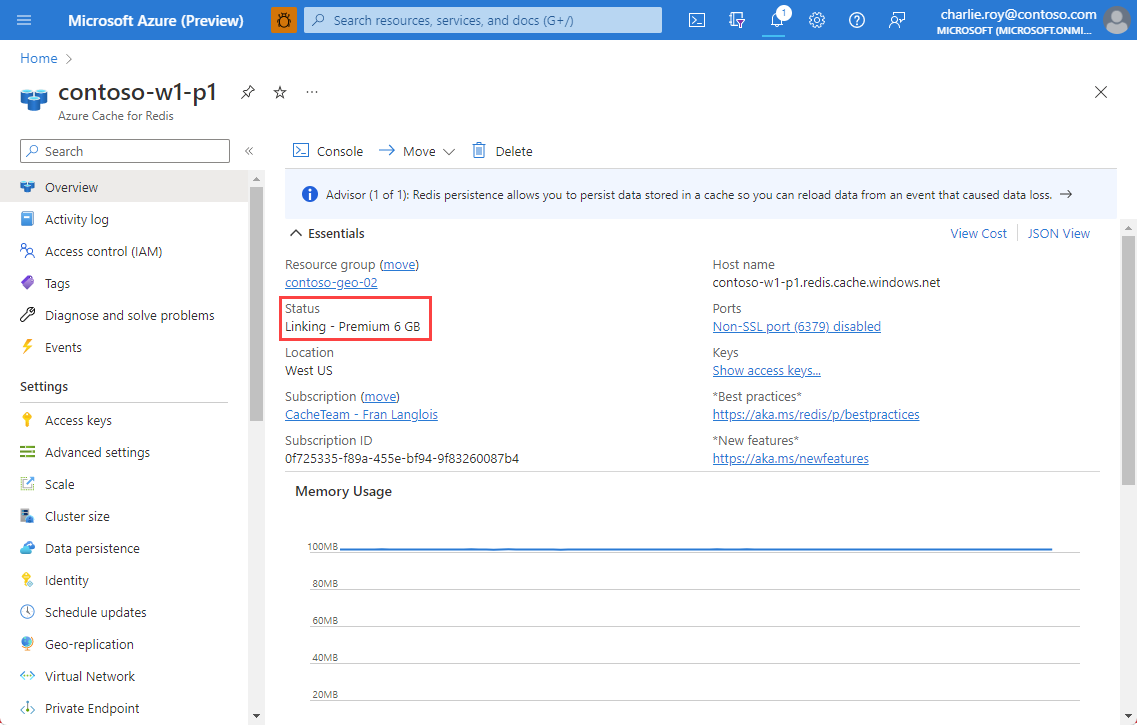 Microsoft Azure (Preview)
Search resources, services, and docs (G+/)
1
charlie.roy@contoso.com
MICROSOFT (MICROSOFT.ONMI...
Home
contoso-w1-p1
...
Azure Cache for Redis
Search
«
Console
Move
Delete
Overview
Activity log
Access control (IAM)
Tags
Diagnose and solve problems
Events
Settings
Access keys
Advanced settings
Scale
Cluster size
Data persistence
Identity
Schedule updates
Geo-replication
Virtual Network
Private Endpoint
Advisor (1 of 1): Redis persistence allows you to persist data stored in a cache so you can reload data from an event that caused data loss. →
Essentials
View Cost
JSON View
Resource group (move)
contoso-geo-02
Status
Linking - Premium 6 GB
Location
West US
Subscription (move)
CacheTeam - Fran Langlois
Subscription ID
0f725335-f89a-455e-bf94-9f83260087b4
Host name
contoso-w1-p1.redis.cache.windows.net
Ports
Non-SSL port (6379) disabled
Keys
Show access keys...
*Best practices*
https://aka.ms/redis/p/bestpractices
*New features*
https://aka.ms/newfeatures
Memory Usage
100MB
80MB
60MB
40MB
20MB